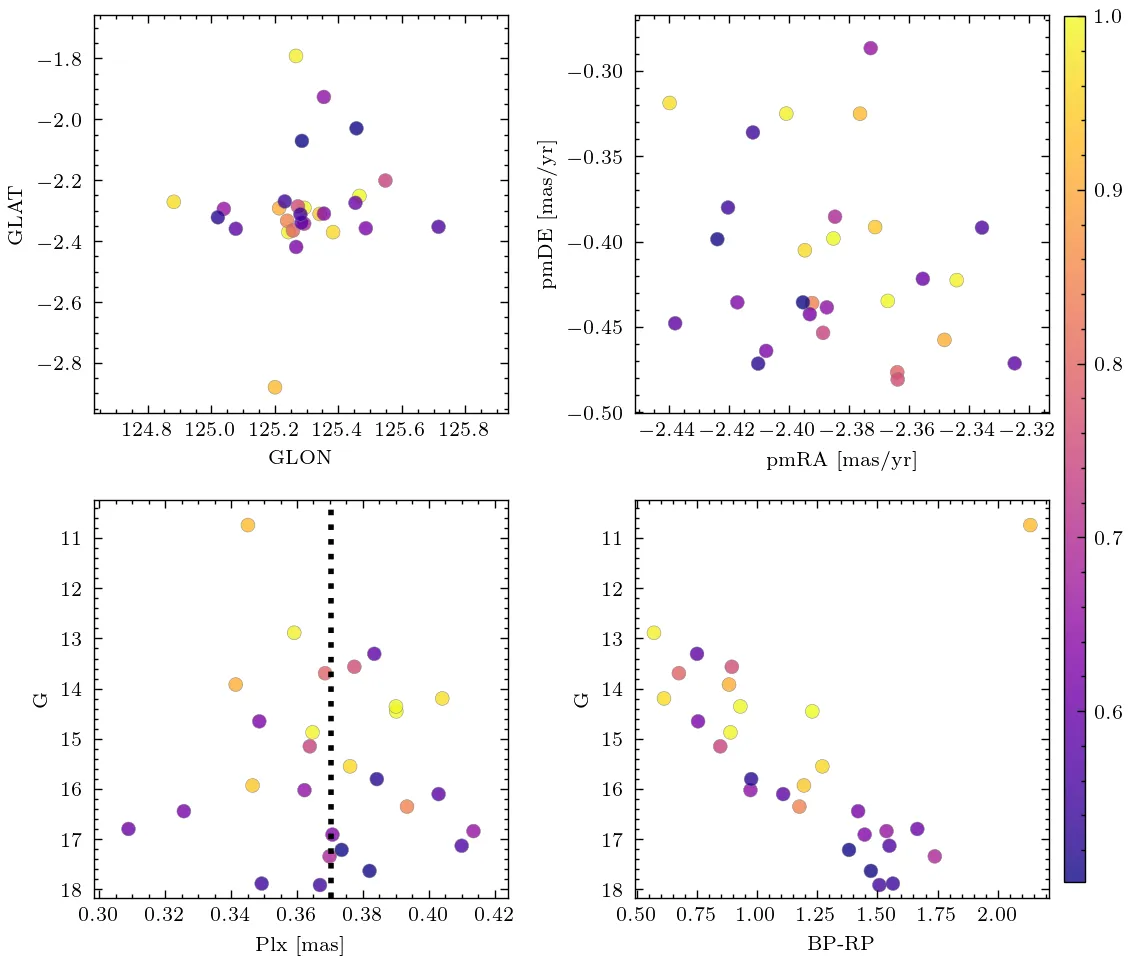 −1.8
−2.0
−2.2
−2.4
−2.6
−2.8
GLAT
124.8 125.0 125.2 125.4 125.6 125.8
GLON
−0.30
−0.35
−0.40
−0.45
−0.50
pmDE [mas/yr]
−2.44 −2.42 −2.40 −2.38 −2.36 −2.34 −2.32
pmRA [mas/yr]
1.0
0.9
0.8
0.7
0.6
11
12
13
14
15
16
17
18
G
0.30 0.32 0.34 0.36 0.38 0.40 0.42
Plx [mas]
11
12
13
14
15
16
17
18
G
0.50 0.75 1.00 1.25 1.50 1.75 2.00
BP-RP